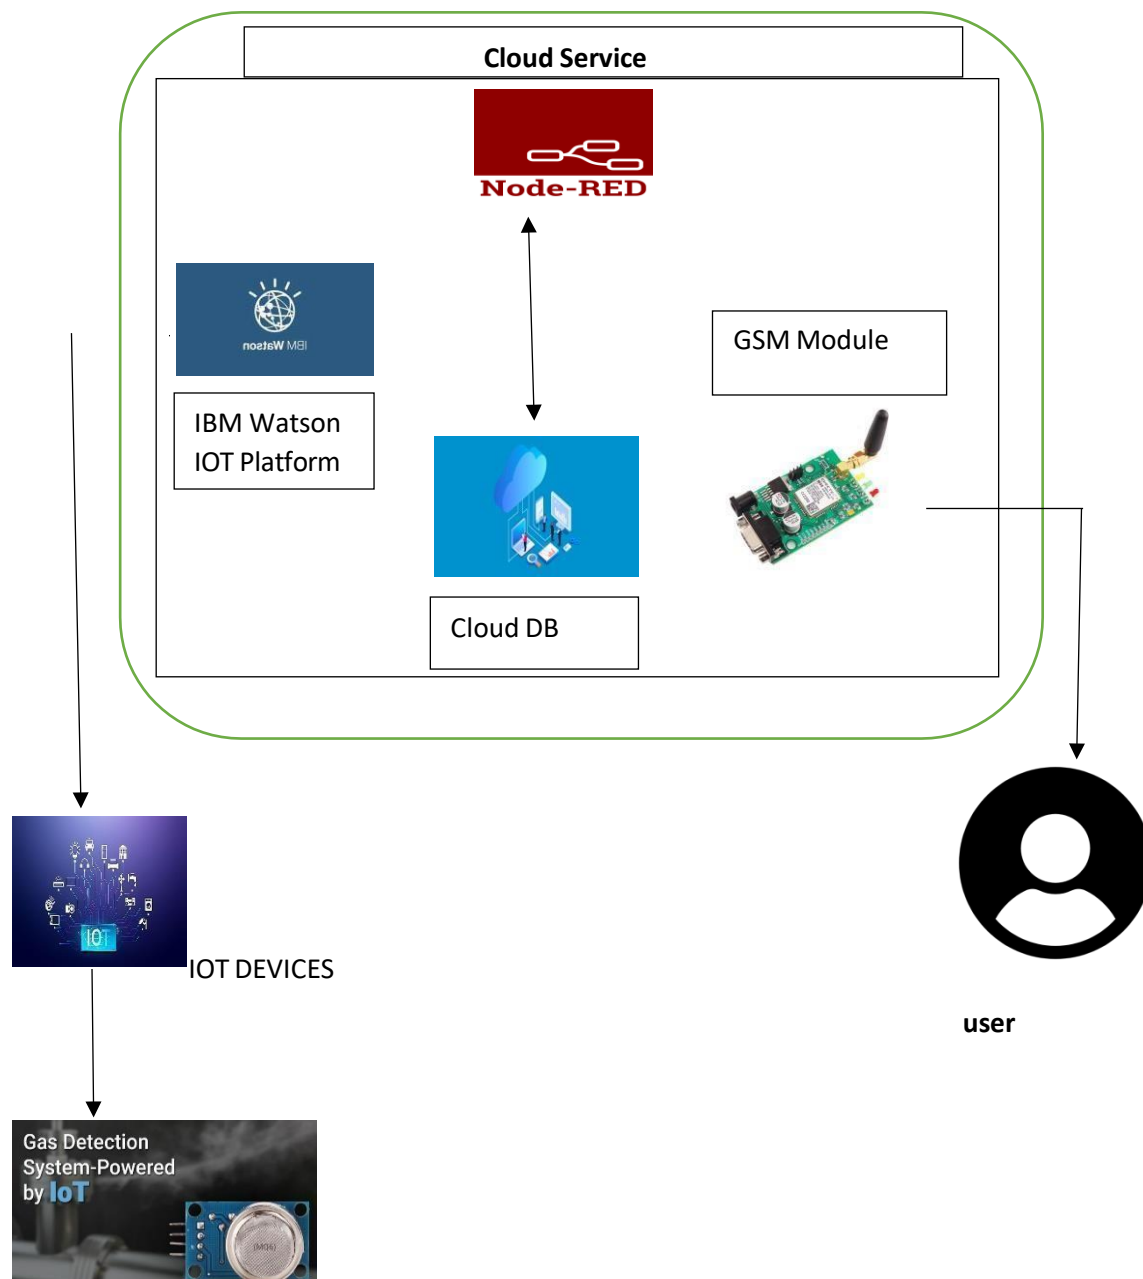 Cloud Service
Node-RED
IBM Watson
GSM Module
IBM Watson
IOT Platform
Cloud DB
IOT
IOT DEVICES
user
Gas Detection
System-Powered
by IoT
(MQ6)